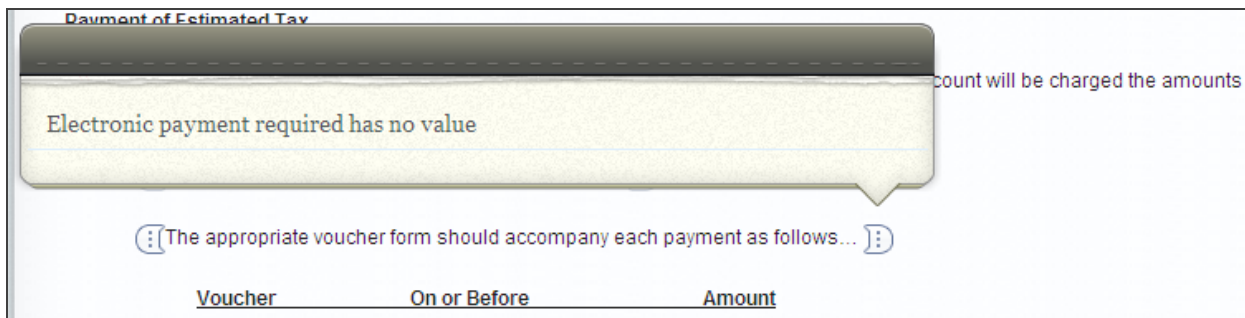 Payment of Estimated Tax
count will be charged the amounts
Electronic payment required has no value
The appropriate voucher form should accompany each payment as follows...
Voucher On or Before Amount